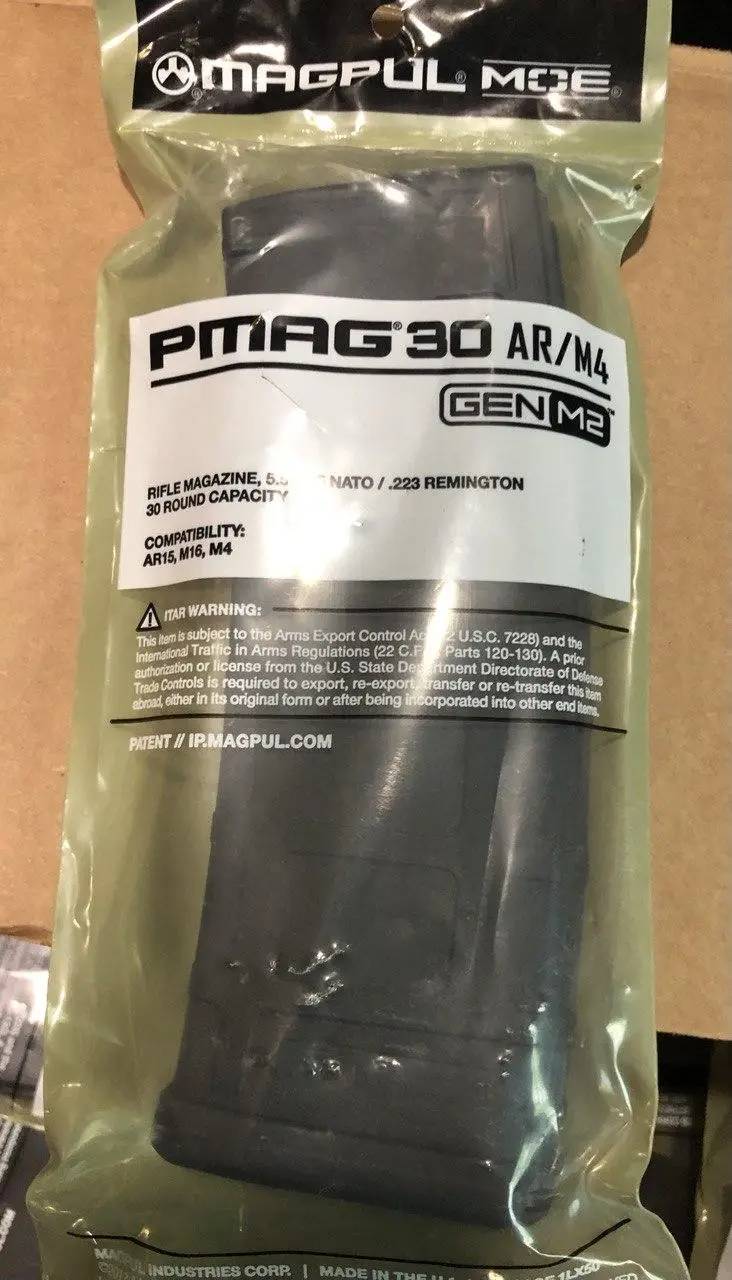 MAGPUL® MOE®
PMAG® 30 AR/M4
GEN M2™
RIFLE MAGAZINE, NATO / .223 REMINGTON
30 ROUND CAPACITY
COMPATIBILITY:
AR15, M16, M4
ITAR WARNING:
This item is subject to the Arms Export Control U.S.C. 7228) and the
International Traffic in Arms Regulations (22 Parts 120-130). A prior
authorization or license from the U.S. State Department Directorate of Defense
Trade Controls is required to export, re-export, transfer or re-transfer this item
abroad, either in its original form or after being incorporated into other end items.
PATENT // IP.MAGPUL.COM
MAGPUL INDUSTRIES CORP. | MADE IN THE